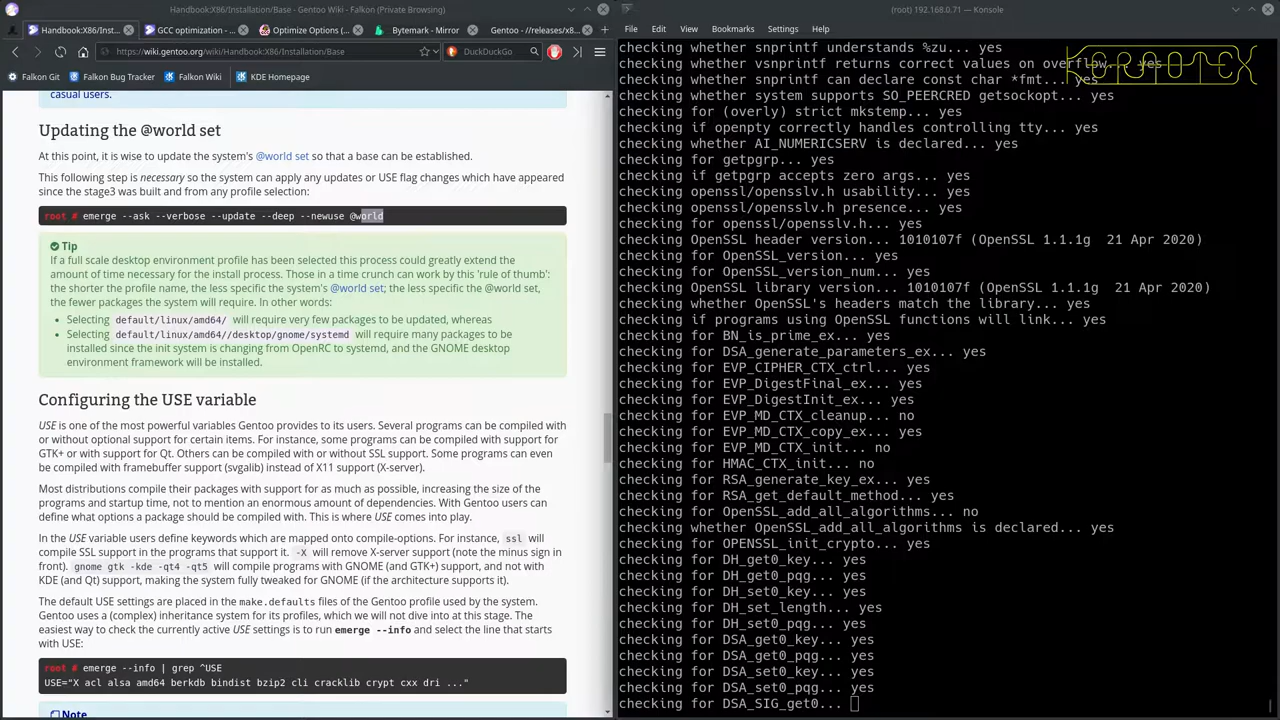 Handbook:X86/Installation/Base - Gentoo Wiki - Falkon (Private Browsing)
Handbook:X86/Inst...
GCC optimization - ...
Optimize Options (...
Bytemark - Mirror
Gentoo - //releases/x8...
https://wiki.gentoo.org/wiki/Handbook:X86/Installation/Base
DuckDuckGo
Falkon Git
Falkon Bug Tracker
Falkon Wiki
KDE Homepage
casual users.
Updating the @world set
At this point, it is wise to update the system's @world set so that a base can be established.
This following step is necessary so the system can apply any updates or USE flag changes which have appeared
since the stage3 was built and from any profile selection:
root # emerge --ask --verbose --update --deep --newuse @world
Tip
If a full scale desktop environment profile has been selected this process could greatly extend the
amount of time necessary for the install process. Those in a time crunch can work by this 'rule of thumb':
the shorter the profile name, the less specific the system's @world set; the less specific the @world set,
the fewer packages the system will require. In other words:
• Selecting default/linux/amd64/ will require very few packages to be updated, whereas
• Selecting default/linux/amd64//desktop/gnome/systemd will require many packages to be
installed since the init system is changing from OpenRC to systemd, and the GNOME desktop
environment framework will be installed.
Configuring the USE variable
USE is one of the most powerful variables Gentoo provides to its users. Several programs can be compiled with
or without optional support for certain items. For instance, some programs can be compiled with support for
GTK+ or with support for Qt. Others can be compiled with or without SSL support. Some programs can even
be compiled with framebuffer support (svgalib) instead of X11 support (X-server).
Most distributions compile their packages with support for as much as possible, increasing the size of the
programs and startup time, not to mention an enormous amount of dependencies. With Gentoo users can
define what options a package should be compiled with. This is where USE comes into play.
In the USE variable users define keywords which are mapped onto compile-options. For instance, ssl will
compile SSL support in the programs that support it. -X will remove X-server support (note the minus sign in
front). gnome gtk -kde -qt4 -qt5 will compile programs with GNOME (and GTK+) support, and not with
KDE (and Qt) support, making the system fully tweaked for GNOME (if the architecture supports it).
The default USE settings are placed in the make.defaults files of the Gentoo profile used by the system.
Gentoo uses a (complex) inheritance system for its profiles, which we will not dive into at this stage. The
easiest way to check the currently active USE settings is to run emerge --info and select the line that starts
with USE:
root # emerge --info | grep ^USE
USE="X acl alsa amd64 berkdb bindist bzip2 cli cracklib crypt cxx dri ..."
Note
(root) 192.168.0.71 — Konsole
File Edit View Bookmarks Settings Help
checking whether snprintf understands %zu... yes
checking whether vsnprintf returns correct values on overflow... yes
checking whether snprintf can declare const char *fmt... yes
checking whether system supports SO_PEERCRED getsockopt... yes
checking for (overly) strict mkstemp... yes
checking if openpty correctly handles controlling tty... yes
checking whether AI_NUMERICSERV is declared... yes
checking for getpgrp... yes
checking if getpgrp accepts zero args... yes
checking openssl/opensslv.h usability... yes
checking openssl/opensslv.h presence... yes
checking for openssl/opensslv.h... yes
checking OpenSSL header version... 1010107f (OpenSSL 1.1.1g  21 Apr 2020)
checking for OpenSSL_version... yes
checking for OpenSSL_version_num... yes
checking OpenSSL library version... 1010107f (OpenSSL 1.1.1g  21 Apr 2020)
checking whether OpenSSL's headers match the library... yes
checking if programs using OpenSSL functions will link... yes
checking for BN_is_prime_ex... yes
checking for DSA_generate_parameters_ex... yes
checking for EVP_CIPHER_CTX_ctrl... yes
checking for EVP_DigestFinal_ex... yes
checking for EVP_DigestInit_ex... yes
checking for EVP_MD_CTX_cleanup... no
checking for EVP_MD_CTX_copy_ex... yes
checking for EVP_MD_CTX_init... no
checking for HMAC_CTX_init... no
checking for RSA_generate_key_ex... yes
checking for RSA_get_default_method... yes
checking for OpenSSL_add_all_algorithms... no
checking whether OpenSSL_add_all_algorithms is declared... yes
checking for OPENSSL_init_crypto... yes
checking for DH_get0_key... yes
checking for DH_get0_pqg... yes
checking for DH_set0_key... yes
checking for DH_set_length... yes
checking for DH_set0_pqg... yes
checking for DSA_get0_key... yes
checking for DSA_get0_pqg... yes
checking for DSA_set0_key... yes
checking for DSA_set0_pqg... yes
checking for DSA_SIG_get0...